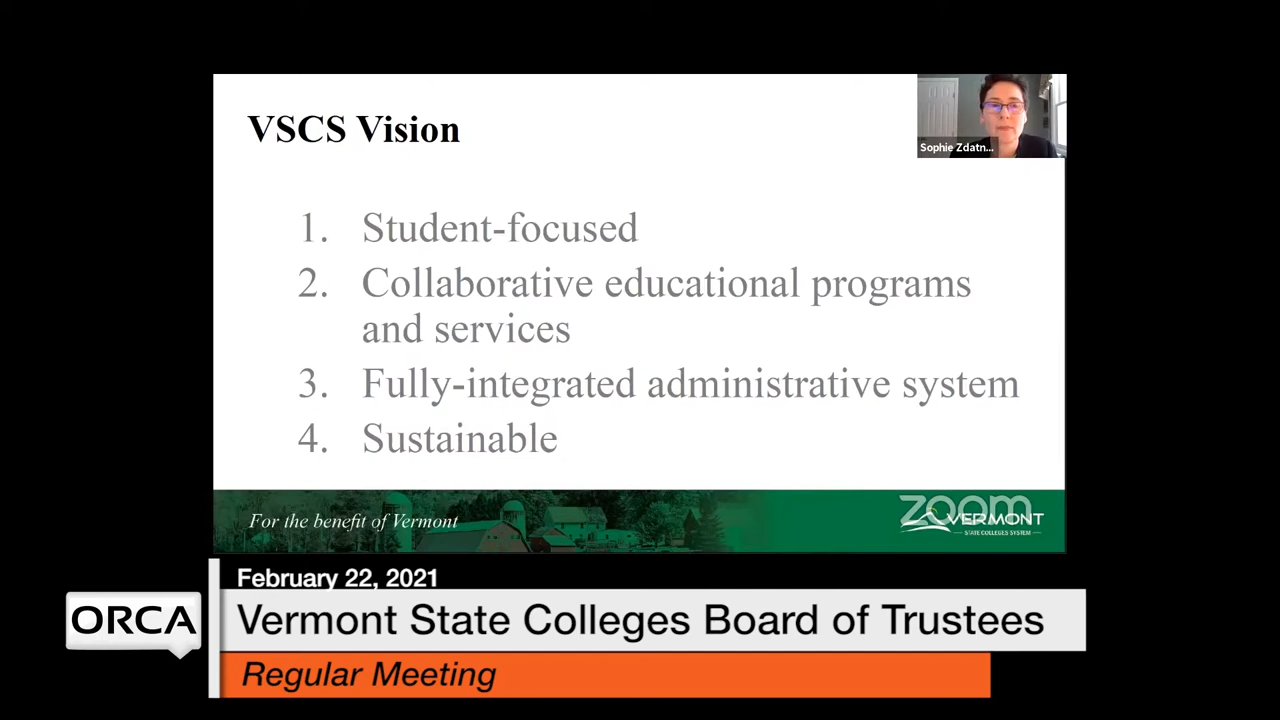 VSCS Vision
Sophie Zdatn...
1. Student-focused
2. Collaborative educational programs
and services
3. Fully-integrated administrative system
4. Sustainable
For the benefit of Vermont
zoom
VERMONT
STATE COLLEGES SYSTEM
February 22, 2021
ORCA
Vermont State Colleges Board of Trustees
Regular Meeting